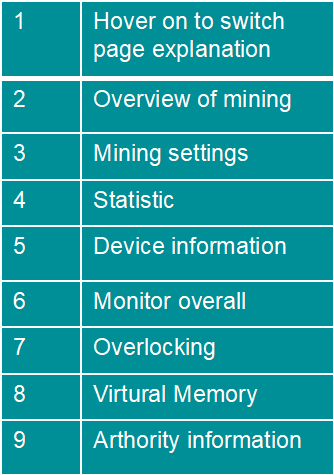 1 Hover on to switch
page explanation
2 Overview of mining
3 Mining settings
4 Statistic
5 Device information
6 Monitor overall
7 Overlocking
8 Virtural Memory
9 Arthority information